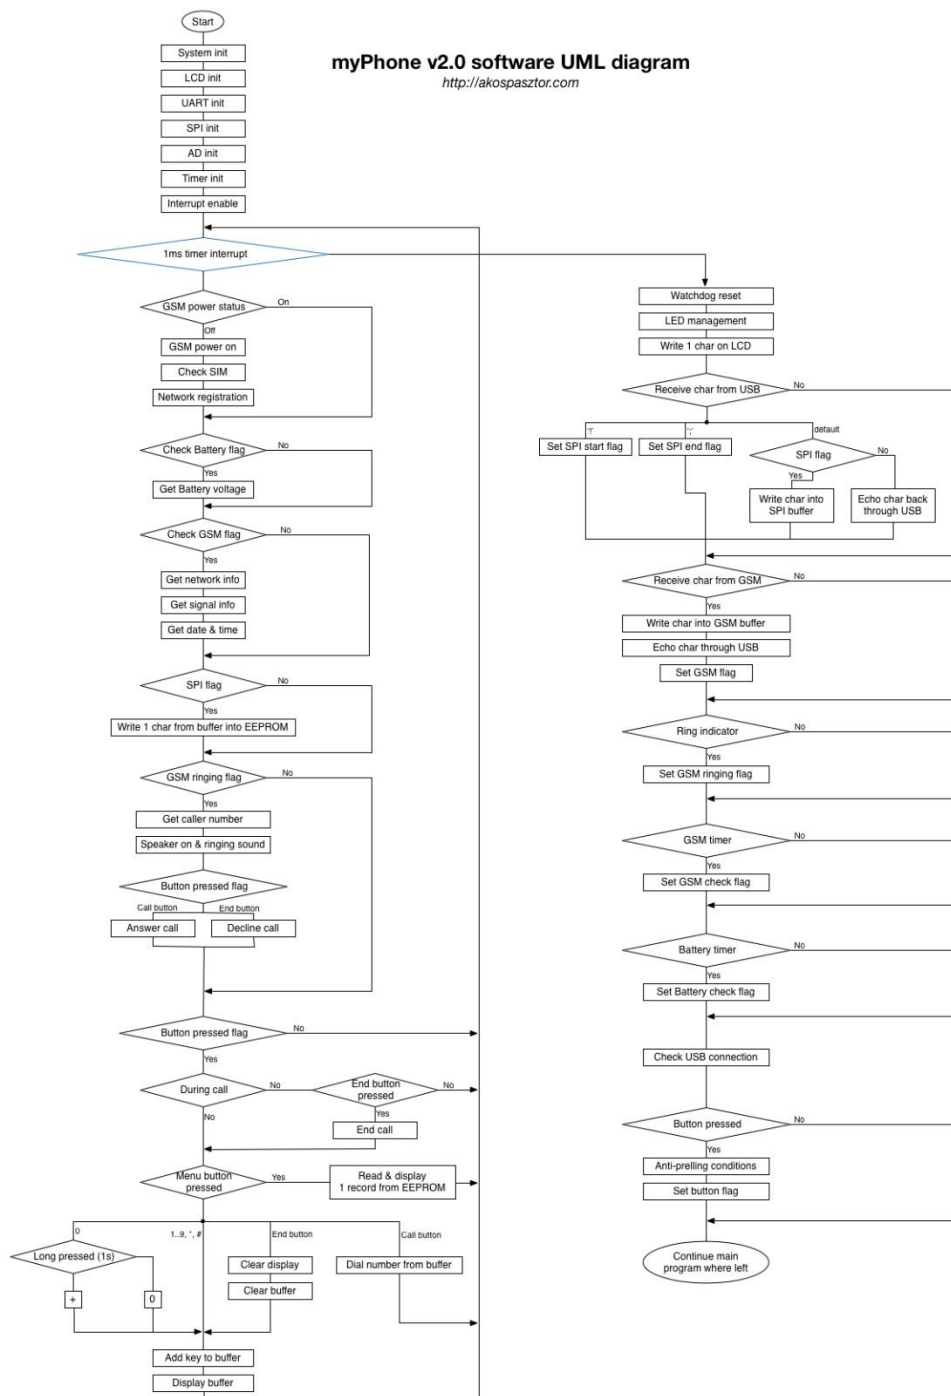 Start
System init
LCD init
UART init
SPI init
AD init
Timer init
Interrupt enable
myPhone v2.0 software UML diagram
http://akospasztor.com
1ms timer interrupt
GSM power status
On
Off
GSM power on
Check SIM
Network registration
Check Battery flag
No
Yes
Get Battery voltage
Check GSM flag
No
Yes
Get network info
Get signal info
Get date & time
SPI flag
No
Yes
Write 1 char from buffer into EEPROM
GSM ringing flag
No
Yes
Get caller number
Speaker on & ringing sound
Button pressed flag
Call button
End button
Answer call
Decline call
Button pressed flag
No
Yes
During call
No
End button
pressed
No
Yes
End call
No
Menu button
pressed
Yes
Read & display
1 record from EEPROM
0
1..9, *, #
End button
Call button
Long pressed (1s)
+
0
Clear display
Clear buffer
Dial number from buffer
Add key to buffer
Display buffer
Watchdog reset
LED management
Write 1 char on LCD
Receive char from USB
No
'!'
';'
default
Set SPI start flag
Set SPI end flag
SPI flag
No
Yes
Write char into
SPI buffer
Echo char back
through USB
Receive char from GSM
No
Yes
Write char into GSM buffer
Echo char through USB
Set GSM flag
Ring indicator
No
Yes
Set GSM ringing flag
GSM timer
No
Yes
Set GSM check flag
Battery timer
No
Yes
Set Battery check flag
Check USB connection
Button pressed
No
Yes
Anti-prelling conditions
Set button flag
Continue main
program where left